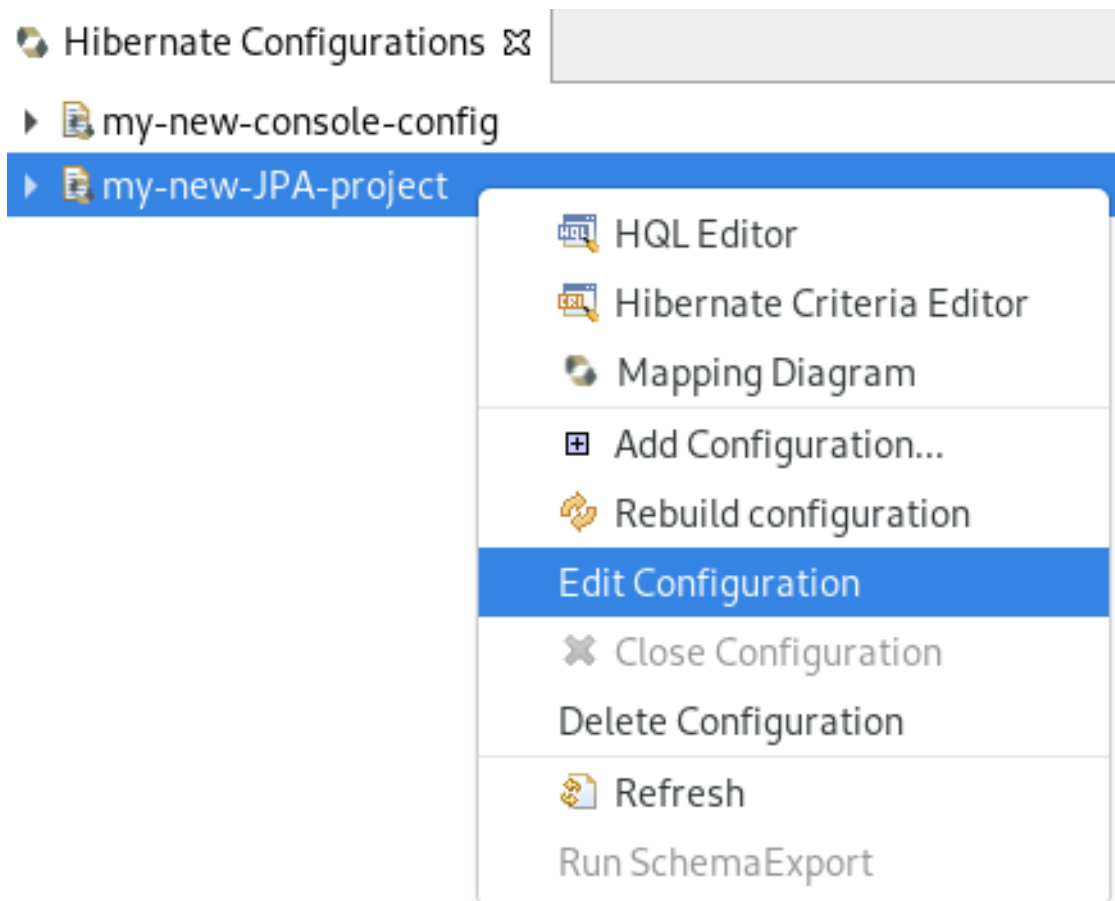 Hibernate Configurations
my-new-console-config
my-new-JPA-project
HQL Editor
Hibernate Criteria Editor
Mapping Diagram
Add Configuration...
Rebuild configuration
Edit Configuration
Close Configuration
Delete Configuration
Refresh
Run SchemaExport